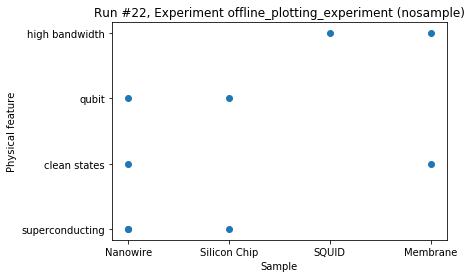 Run #22, Experiment offline_plotting_experiment (nosample)
high bandwidth
qubit
clean states
superconducting
Physical feature
Nanowire Silicon Chip SQUID Membrane
Sample